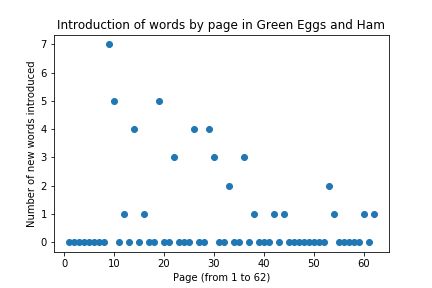 Introduction of words by page in Green Eggs and Ham
Number of new words introduced
7
6
5
4
3
2
1
0
0 10 20 30 40 50 60
Page (from 1 to 62)